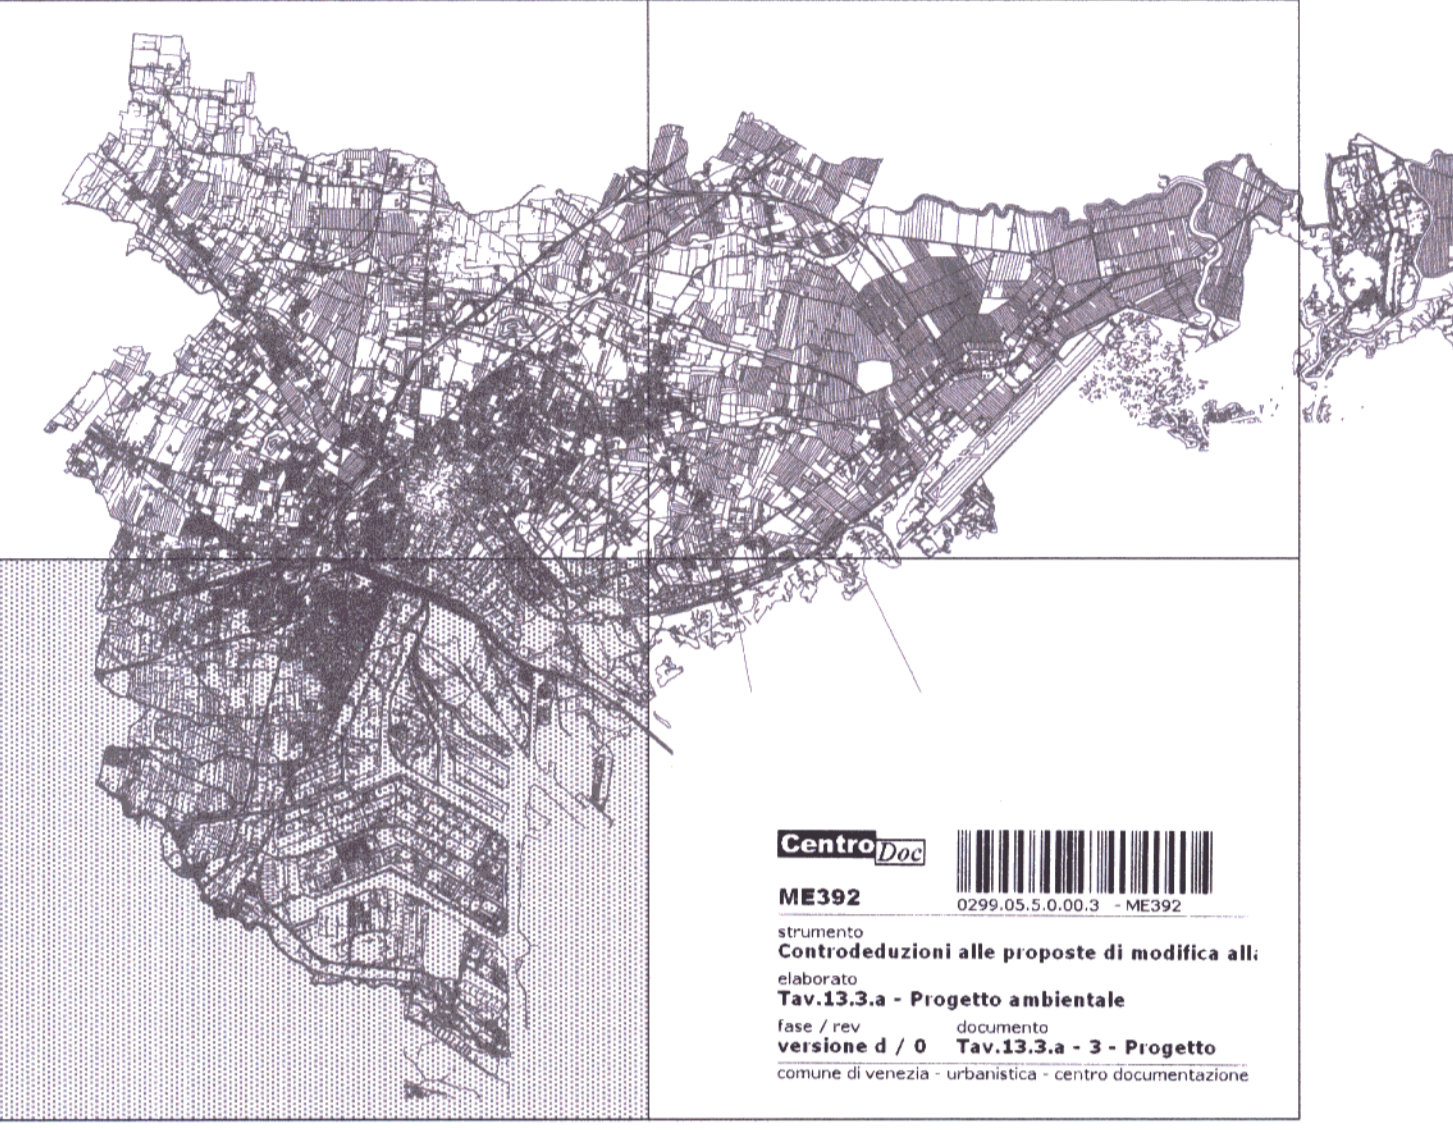 Centro Doc
ME392
0299.05.5.0.00.3 - ME392
strumento
Controdeduzioni alle proposte di modifica all
elaborato
Tav.13.3.a - Progetto ambientale
fase / rev documento
versione d / 0 Tav.13.3.a - 3 - Progetto
comune di venezia - urbanistica - centro documentazione